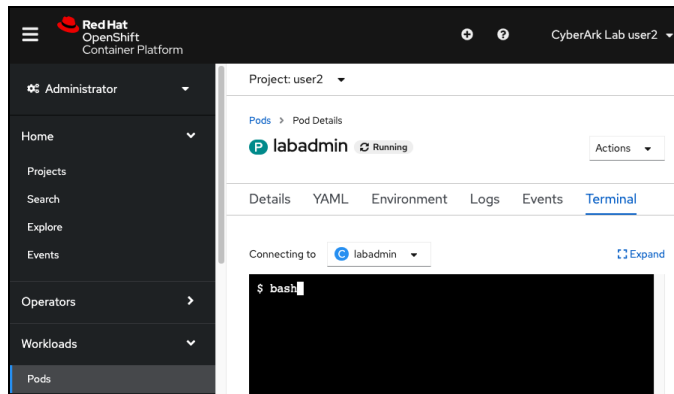 Red Hat
OpenShift
Container Platform
CyberArk Lab user2
Administrator
Home
Projects
Search
Explore
Events
Operators
Workloads
Pods
Project: user2
Pods > Pod Details
P labadmin Running
Actions
Details YAML Environment Logs Events Terminal
Connecting to C labadmin
Expand
$ bash